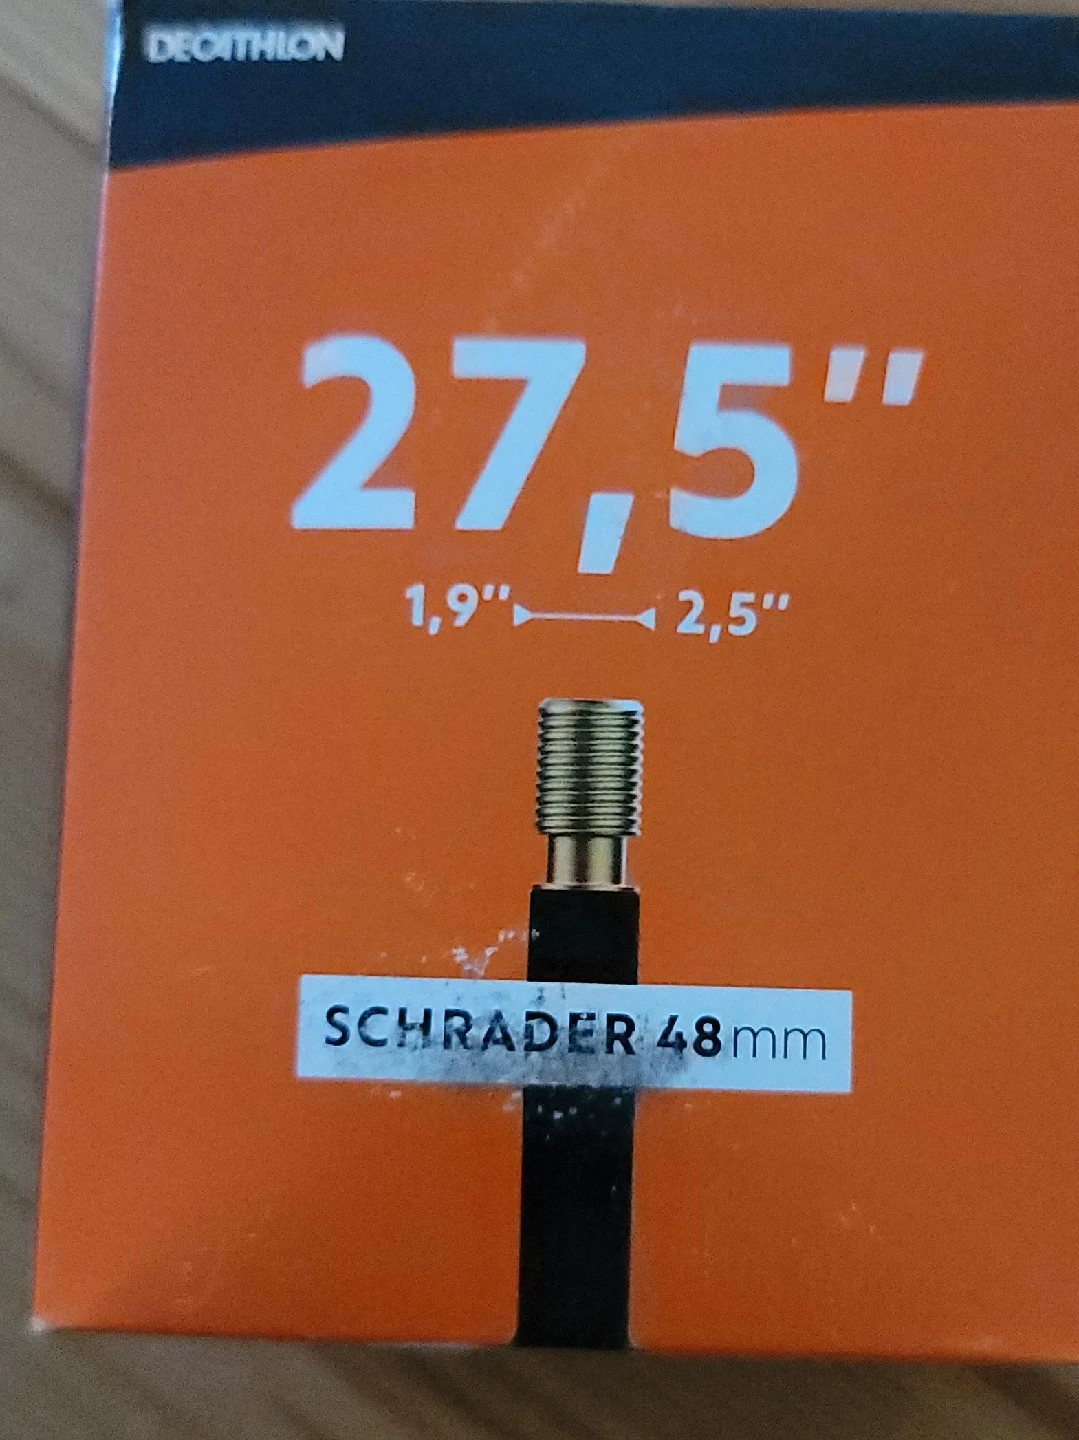 DECATHLON
27,5"
1,9" 2,5"
SCHRADER 48mm